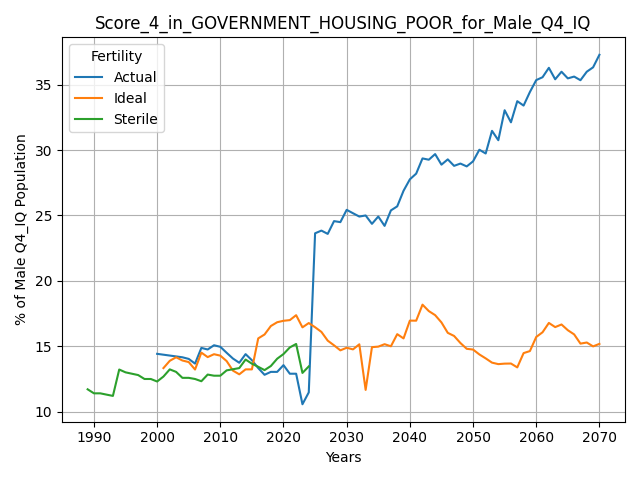 Score_4_in_GOVERNMENT_HOUSING_POOR_for_Male_Q4_IQ
Fertility
Actual
Ideal
Sterile
% of Male Q4_IQ Population
35
30
25
20
15
10
1990 2000 2010 2020 2030 2040 2050 2060 2070
Years